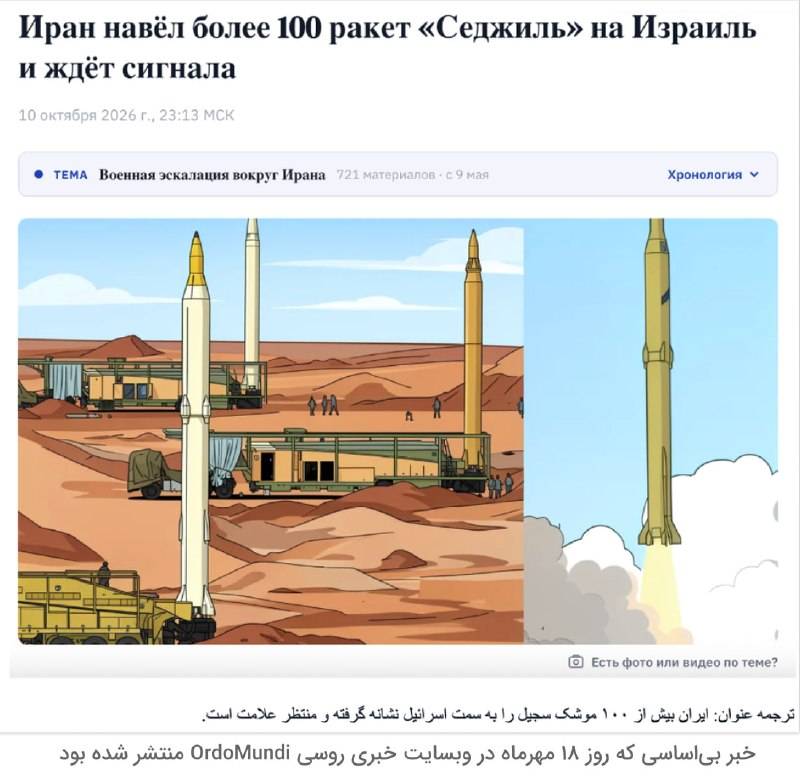 Иран навёл более 100 ракет «Седжиль» на Израиль
и ждёт сигнала
10 октября 2026 г., 23:13 МСК
ТЕМА Военная эскалация вокруг Ирана 721 материалов · с 9 мая Хронология
Есть фото или видео по теме?
ترجمه عنوان: ایران بیش از ۱۰۰ موشک سجیل را به سمت اسرائیل نشانه گرفته و منتظر علامت است.
خبر بی‌اساسی که روز ۱۸ مهرماه در وبسایت خبری روسی OrdoMundi منتشر شده بود